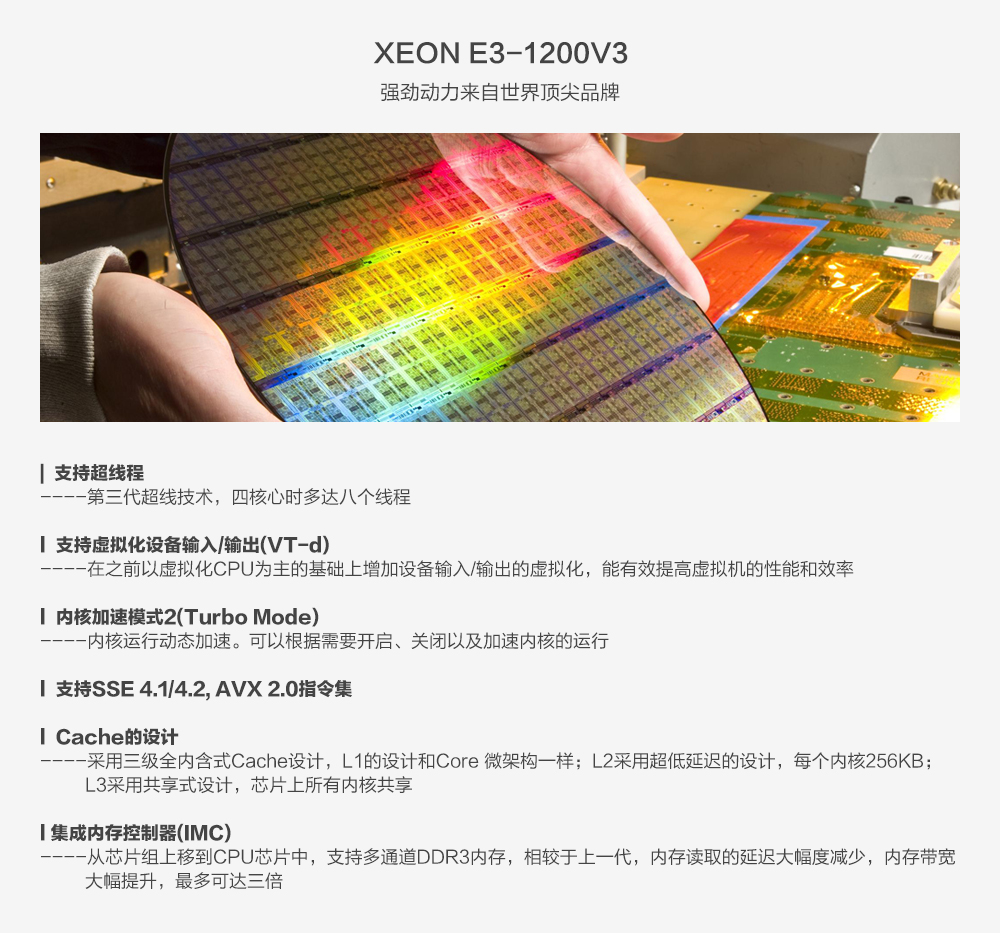 XEON E3-1200V3
强劲动力来自世界顶尖品牌
| 支持超线程
----第三代超线技术，四核心时多达八个线程
| 支持虚拟化设备输入/输出(VT-d)
----在之前以虚拟化CPU为主的基础上增加设备输入/输出的虚拟化，能有效提高虚拟机的性能和效率
| 内核加速模式2(Turbo Mode)
----内核运行动态加速。可以根据需要开启、关闭以及加速内核的运行
| 支持SSE 4.1/4.2, AVX 2.0指令集
| Cache的设计
----采用三级全内含式Cache设计，L1的设计和Core 微架构一样；L2采用超低延迟的设计，每个内核256KB；
L3采用共享式设计，芯片上所有内核共享
| 集成内存控制器(IMC)
----从芯片组上移到CPU芯片中，支持多通道DDR3内存，相较于上一代，内存读取的延迟大幅度减少，内存带宽
大幅提升，最多可达三倍